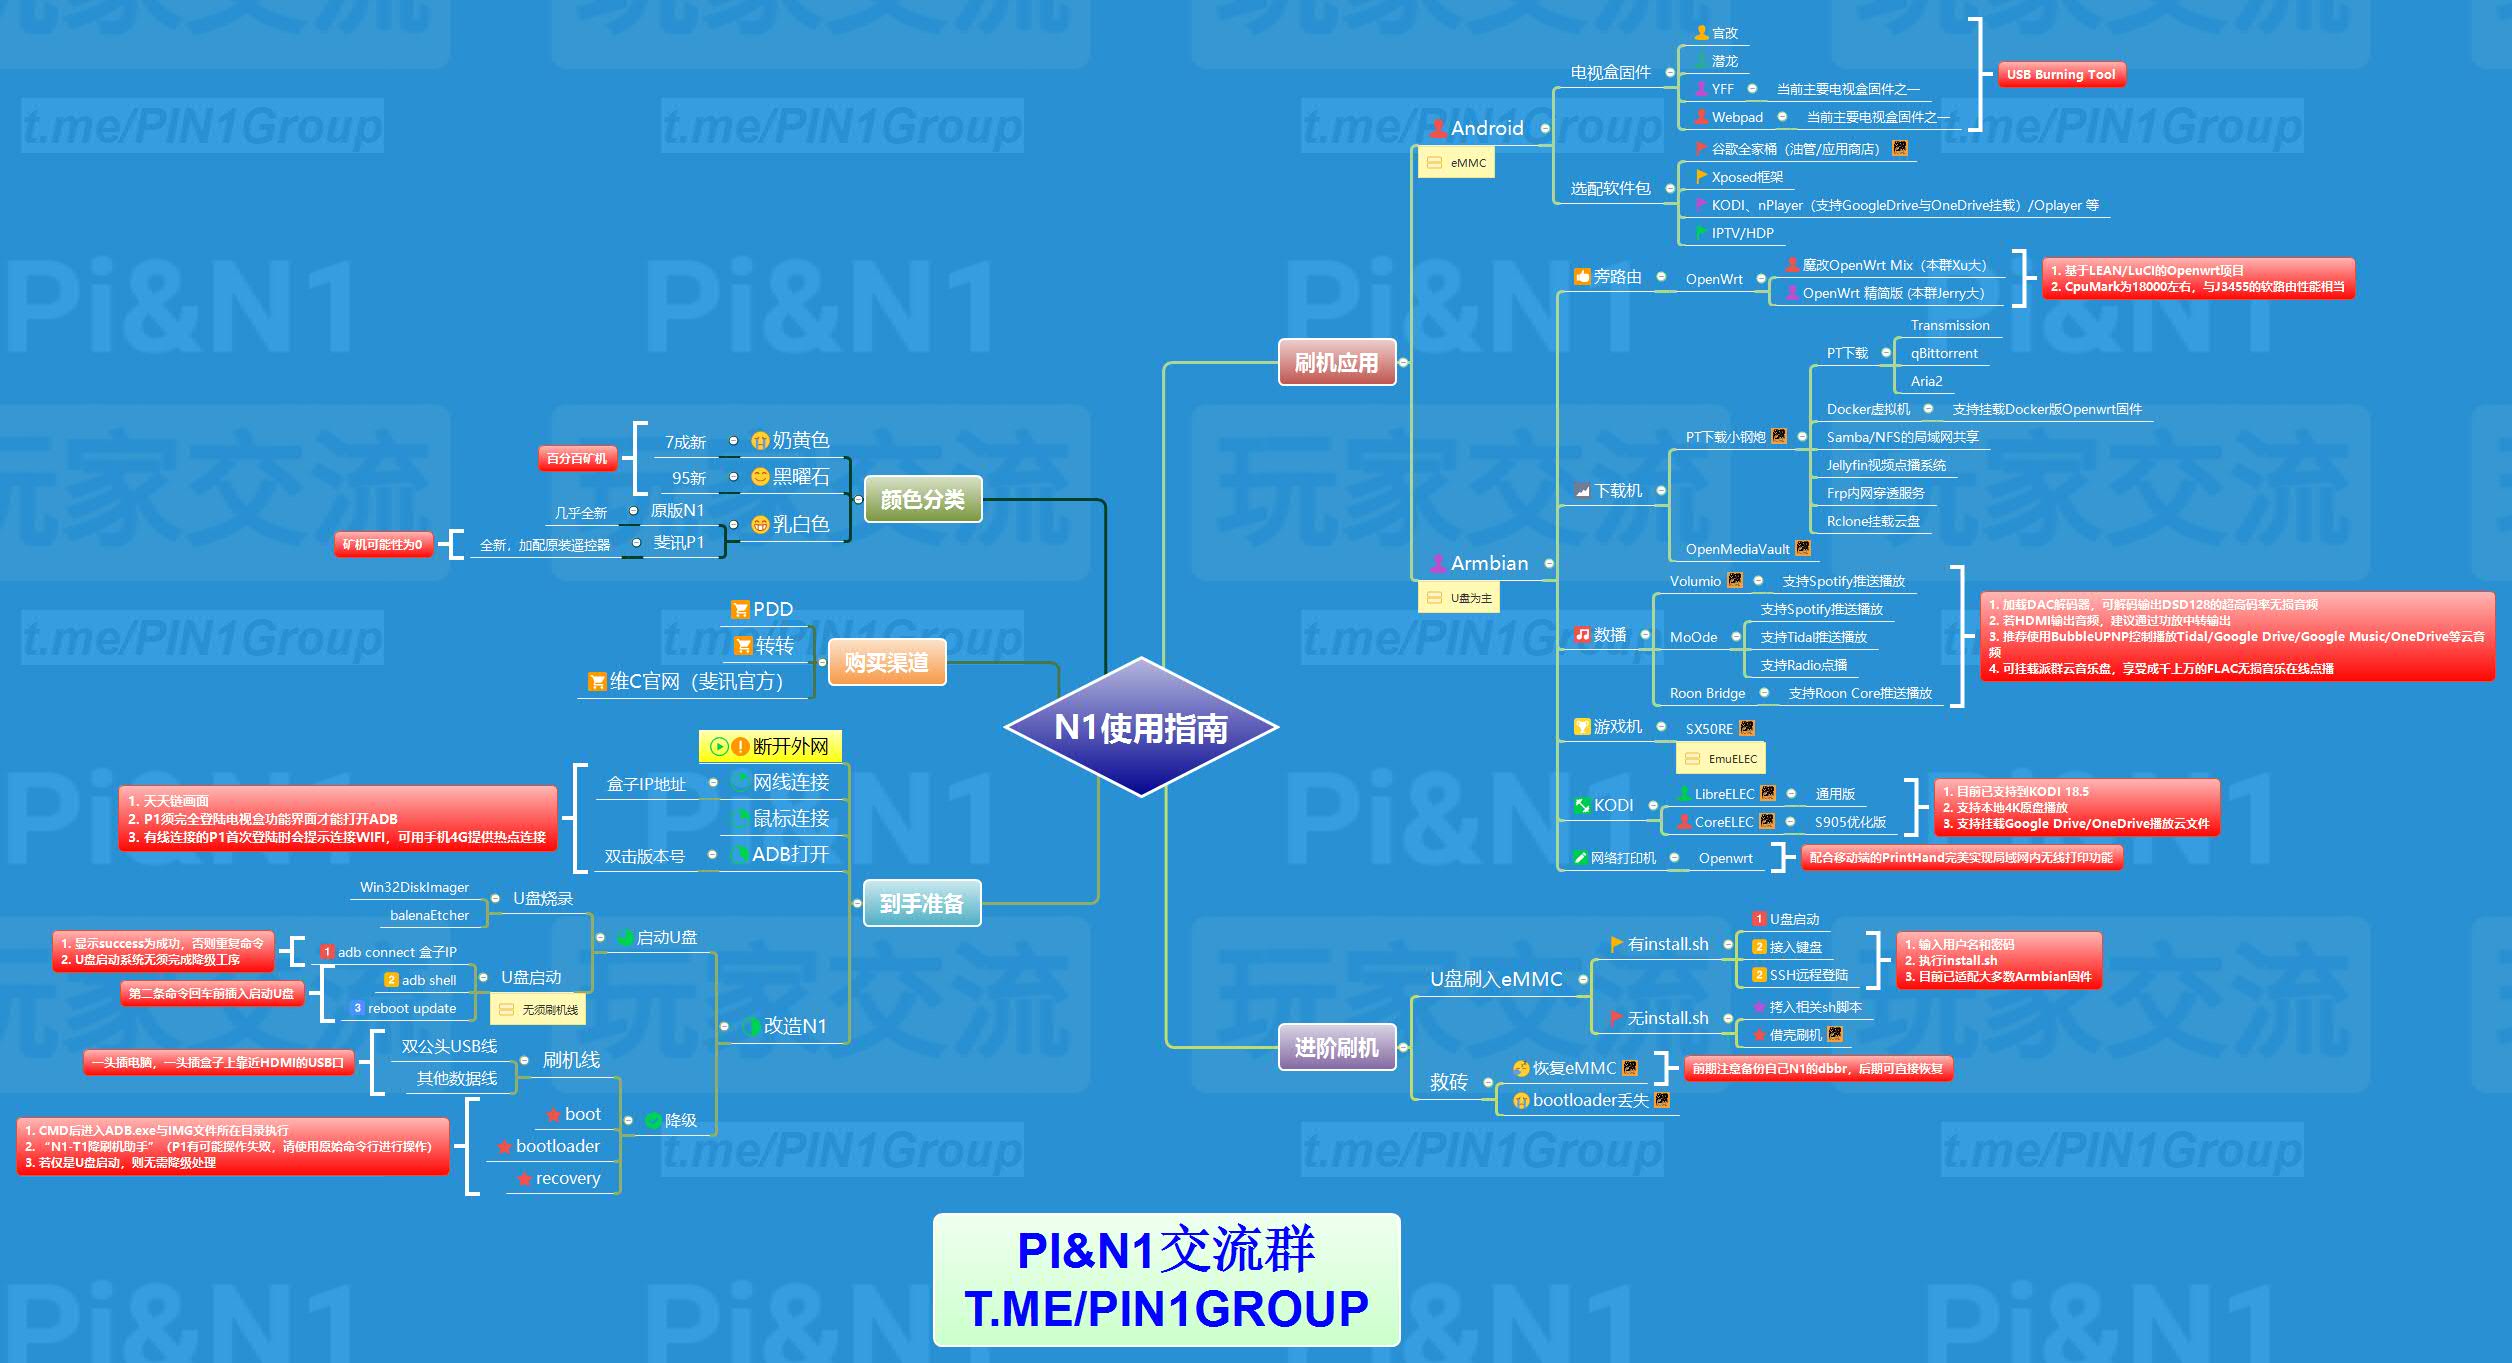 N1使用指南
刷机应用
Android
eMMC
电视盒固件
官改
潜龙
YFF
当前主要电视盒固件之一
Webpad
当前主要电视盒固件之一
USB Burning Tool
选配软件包
谷歌全家桶（油管/应用商店）
Xposed框架
KODI、nPlayer（支持GoogleDrive与OneDrive挂载）/Oplayer 等
IPTV/HDP
Armbian
U盘为主
旁路由
OpenWrt
魔改OpenWrt Mix（本群Xu大）
OpenWrt 精简版 (本群Jerry大）
1. 基于LEAN/LuCI的Openwrt项目
2. CpuMark为18000左右，与J3455的软路由性能相当
下载机
PT下载小钢炮
PT下载
Transmission
qBittorrent
Aria2
Docker虚拟机
支持挂载Docker版Openwrt固件
Samba/NFS的局域网共享
Jellyfin视频点播系统
Frp内网穿透服务
Rclone挂载云盘
OpenMediaVault
数播
Volumio
支持Spotify推送播放
MoOde
支持Spotify推送播放
支持Tidal推送播放
支持Radio点播
Roon Bridge
支持Roon Core推送播放
1. 加载DAC解码器，可解码输出DSD128的超高码率无损音频
2. 若HDMI输出音频，建议通过功放中转输出
3. 推荐使用BubbleUPNP控制播放Tidal/Google Drive/Google Music/OneDrive等云音
频
4. 可挂载派群云音乐盘，享受成千上万的FLAC无损音乐在线点播
游戏机
SX50RE
EmuELEC
KODI
LibreELEC
通用版
CoreELEC
S905优化版
1. 目前已支持到KODI 18.5
2. 支持本地4K原盘播放
3. 支持挂载Google Drive/OneDrive播放云文件
网络打印机
Openwrt
配合移动端的PrintHand完美实现局域网内无线打印功能
进阶刷机
U盘刷入eMMC
有install.sh
1 U盘启动
2 接入键盘
2 SSH远程登陆
1. 输入用户名和密码
2. 执行install.sh
3. 目前已适配大多数Armbian固件
无install.sh
拷入相关sh脚本
借壳刷机
救砖
恢复eMMC
前期注意备份自己N1的dbbr，后期可直接恢复
bootloader丢失
颜色分类
奶黄色
7成新
黑曜石
95新
百分百矿机
乳白色
原版N1
几乎全新
斐讯P1
全新，加配原装遥控器
矿机可能性为0
购买渠道
PDD
转转
维C官网（斐讯官方）
到手准备
断开外网
网线连接
盒子IP地址
鼠标连接
ADB打开
双击版本号
1. 天天链画面
2. P1须完全登陆电视盒功能界面才能打开ADB
3. 有线连接的P1首次登陆时会提示连接WIFI，可用手机4G提供热点连接
改造N1
启动U盘
U盘烧录
Win32DiskImager
balenaEtcher
U盘启动
无须刷机线
1 adb connect 盒子IP
2 adb shell
3 reboot update
1. 显示success为成功，否则重复命令
2. U盘启动系统无须完成降级工序
第二条命令回车前插入启动U盘
降级
刷机线
双公头USB线
其他数据线
一头插电脑，一头插盒子上靠近HDMI的USB口
boot
bootloader
recovery
1. CMD后进入ADB.exe与IMG文件所在目录执行
2. “N1-T1降刷机助手”（P1有可能操作失败，请使用原始命令行进行操作）
3. 若仅是U盘启动，则无需降级处理
PI&N1交流群
T.ME/PIN1GROUP
Pi&N1
玩家交流
t.me/PIN1Group